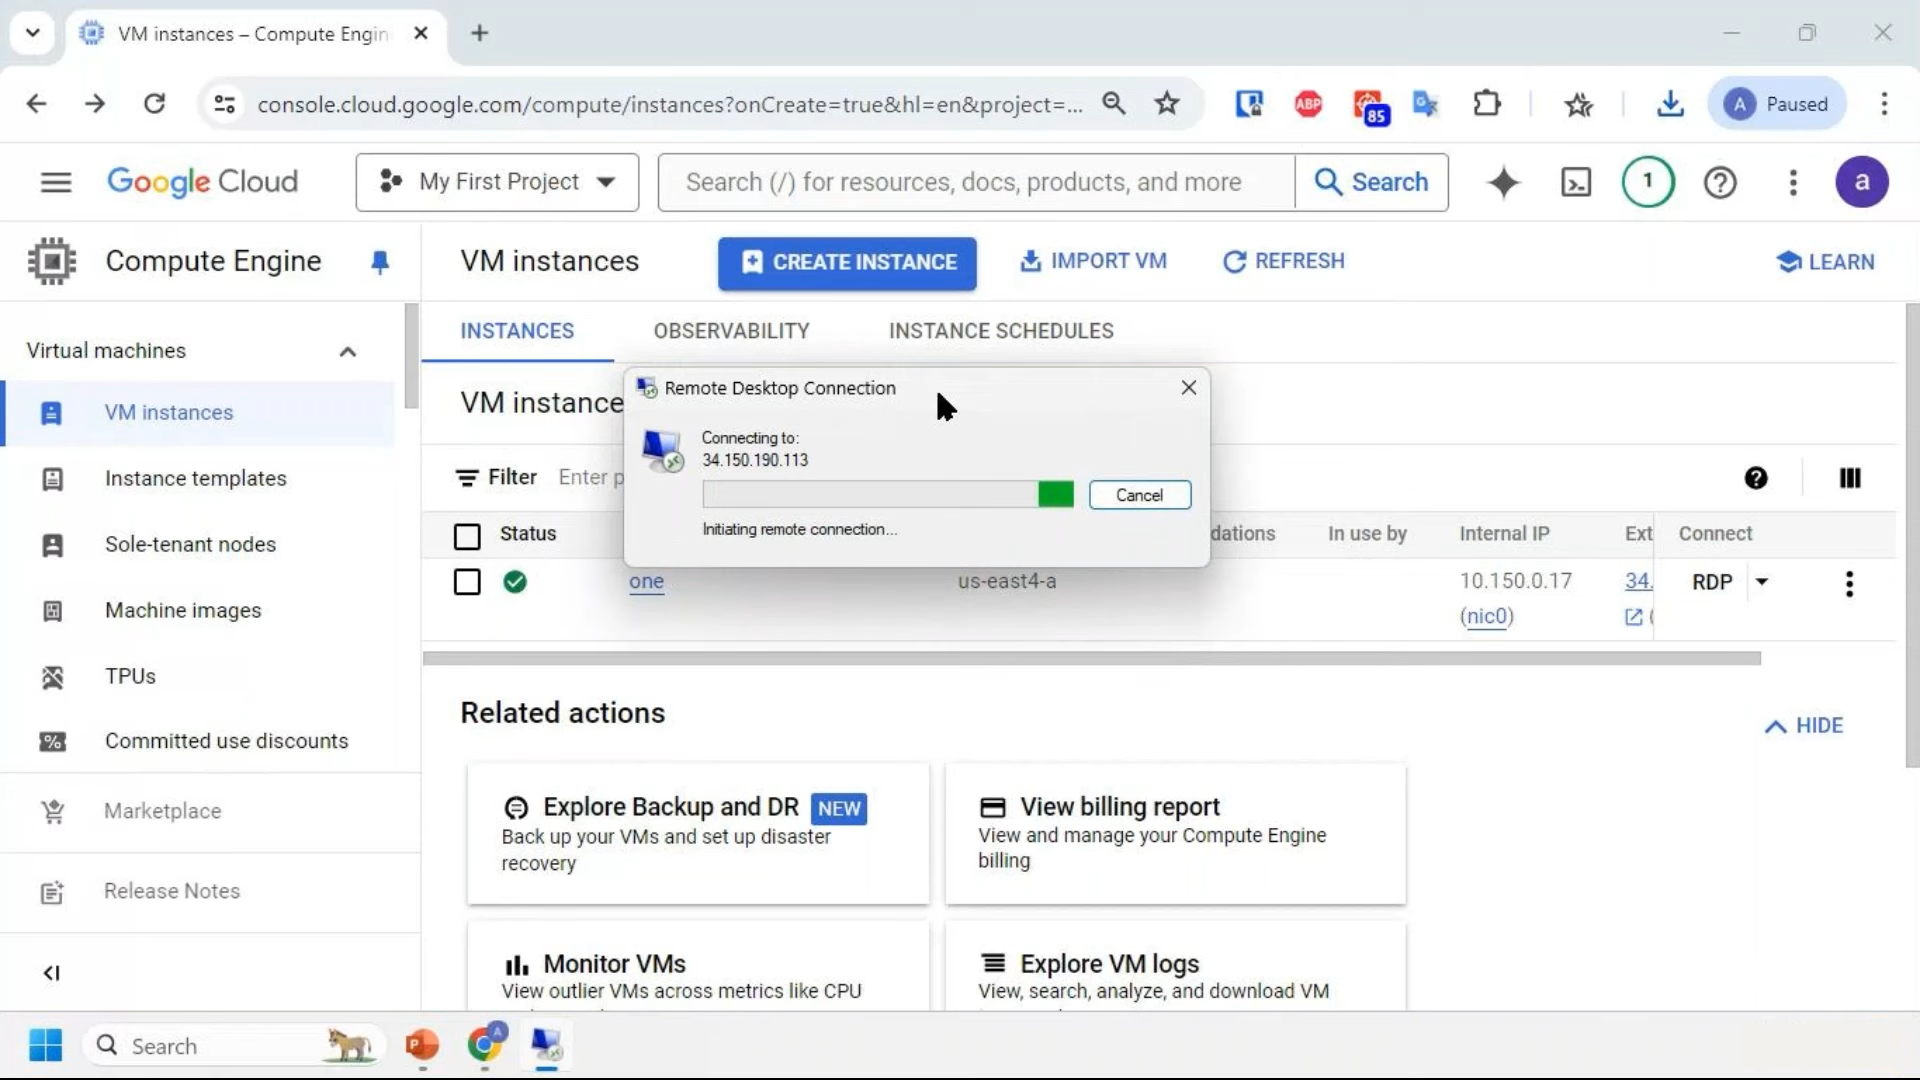 VM instances – Compute Engin
console.cloud.google.com/compute/instances?onCreate=true&hl=en&project=...
ABP
85
A Paused
Google Cloud
My First Project
Search (/) for resources, docs, products, and more
Search
1
a
Compute Engine
VM instances
CREATE INSTANCE
IMPORT VM
REFRESH
LEARN
Virtual machines
INSTANCES
OBSERVABILITY
INSTANCE SCHEDULES
VM instances
Instance templates
Sole-tenant nodes
Machine images
TPUs
Committed use discounts
Marketplace
Release Notes
VM instance
Remote Desktop Connection
Connecting to:
34.150.190.113
Cancel
Initiating remote connection...
Filter Enter p
Status
dations
In use by
Internal IP
Ext
Connect
one
us-east4-a
10.150.0.17
(nic0)
34.
(
RDP
Related actions
HIDE
Explore Backup and DR NEW
Back up your VMs and set up disaster
recovery
View billing report
View and manage your Compute Engine
billing
Monitor VMs
View outlier VMs across metrics like CPU
Explore VM logs
View, search, analyze, and download VM
Search
P
A